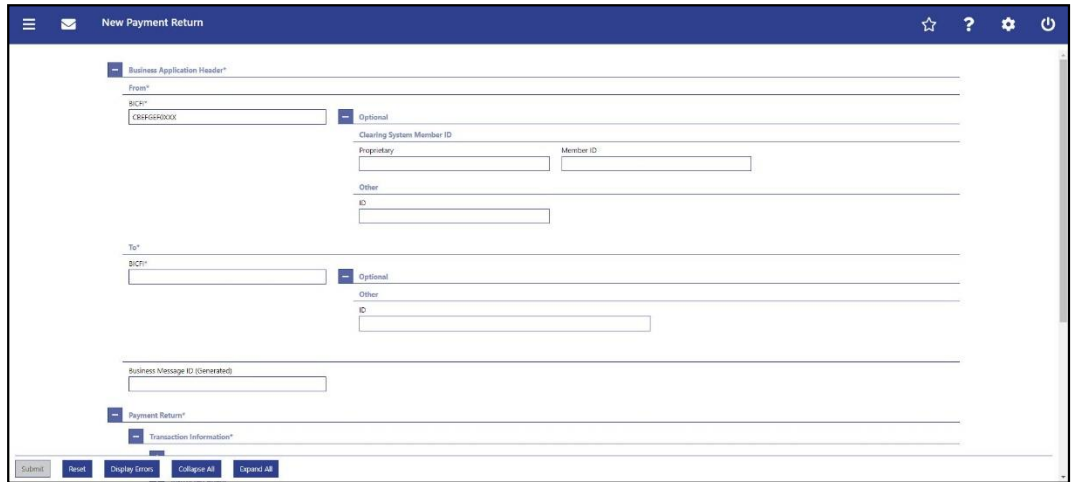 New Payment Return
Business Application Header*
From*
BICFI*
CBEFGEF0XXX
Optional
Clearing System Member ID
Proprietary Member ID
Other
ID
To*
BICFI*
Optional
Other
ID
Business Message ID (Generated)
Payment Return*
Transaction Information*
Submit Reset Display Errors Collapse All Expand All